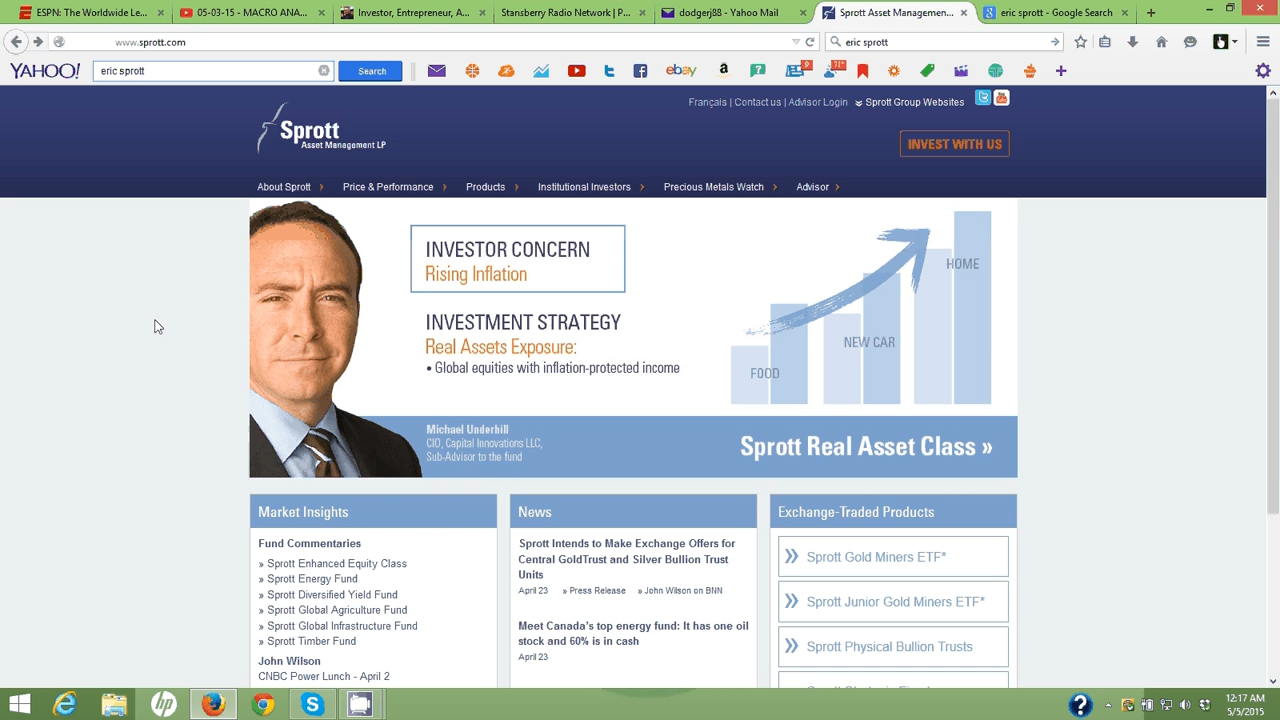 ESPN: The Worldwide Le...
05-03-15 - MACRO ANA...
Investor, Entrepreneur, A...
Stansberry Radio Network | P...
dodgerj88 - Yahoo Mail
Sprott Asset Management ...
eric sprott - Google Search
www.sprott.com
eric sprott
YAHOO!
eric sprott
Search
ebay
9
71+
Sprott
Asset Management LP
Français | Contact us | Advisor Login
Sprott Group Websites
INVEST WITH US
About Sprott
Price & Performance
Products
Institutional Investors
Precious Metals Watch
Advisor
INVESTOR CONCERN
Rising Inflation
INVESTMENT STRATEGY
Real Assets Exposure:
• Global equities with inflation-protected income
FOOD
NEW CAR
HOME
Michael Underhill
CIO, Capital Innovations LLC,
Sub-Advisor to the fund
Sprott Real Asset Class »
Market Insights
Fund Commentaries
» Sprott Enhanced Equity Class
» Sprott Energy Fund
» Sprott Diversified Yield Fund
» Sprott Global Agriculture Fund
» Sprott Global Infrastructure Fund
» Sprott Timber Fund
John Wilson
CNBC Power Lunch - April 2
News
Sprott Intends to Make Exchange Offers for
Central GoldTrust and Silver Bullion Trust
Units
April 23 » Press Release » John Wilson on BNN
Meet Canada's top energy fund: It has one oil
stock and 60% is in cash
April 23
Exchange-Traded Products
Sprott Gold Miners ETF*
Sprott Junior Gold Miners ETF*
Sprott Physical Bullion Trusts
12:17 AM
5/5/2015